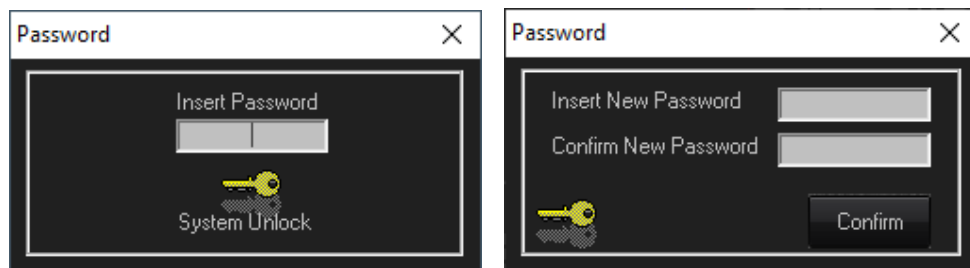 Password
Insert Password
System Unlock
Password
Insert New Password
Confirm New Password
Confirm